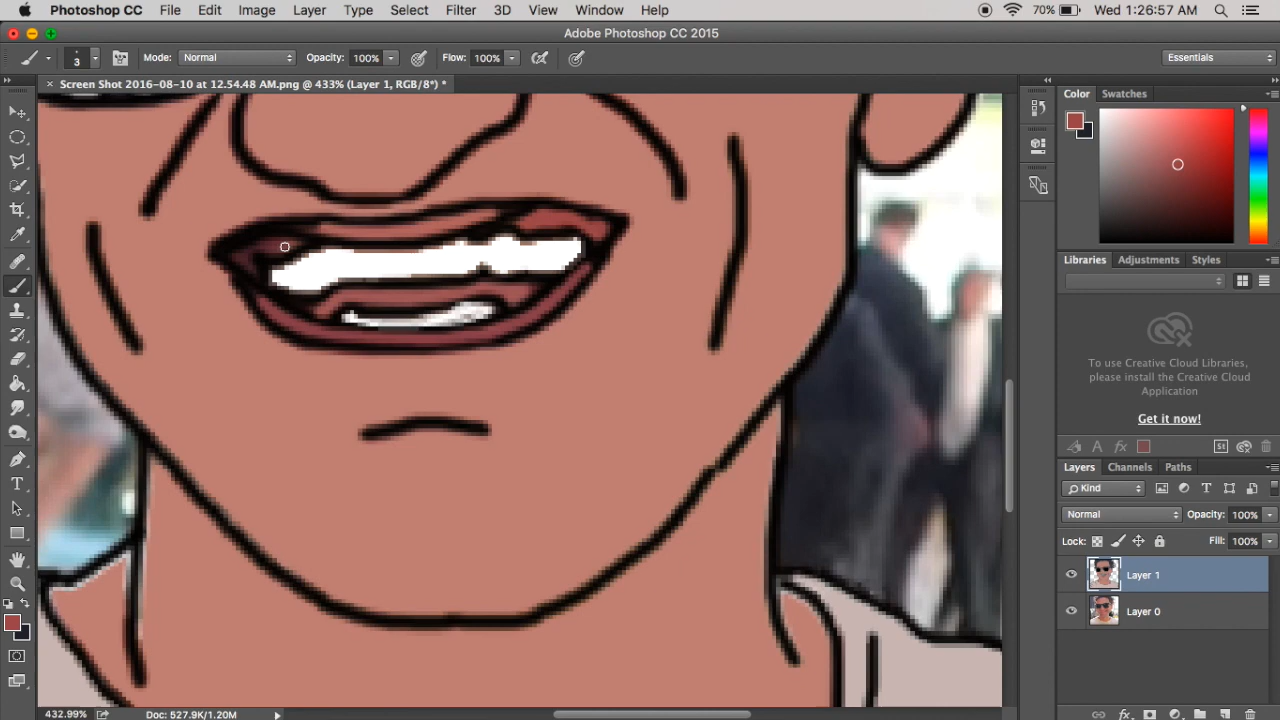 Photoshop CC File Edit Image Layer Type Select Filter 3D View Window Help 70% Wed 1:26:57 AM
Adobe Photoshop CC 2015
3 Mode: Normal Opacity: 100% Flow: 100% Essentials
× Screen Shot 2016-08-10 at 12.54.48 AM.png @ 433% (Layer 1, RGB/8*) *
Color Swatches
Libraries Adjustments Styles
To use Creative Cloud Libraries,
please install the Creative Cloud
Application
Get it now!
A fx St
Layers Channels Paths
Kind T
Normal Opacity: 100%
Lock: Fill: 100%
Layer 1
Layer 0
T
432.99% Doc: 527.9K/1.20M
fx